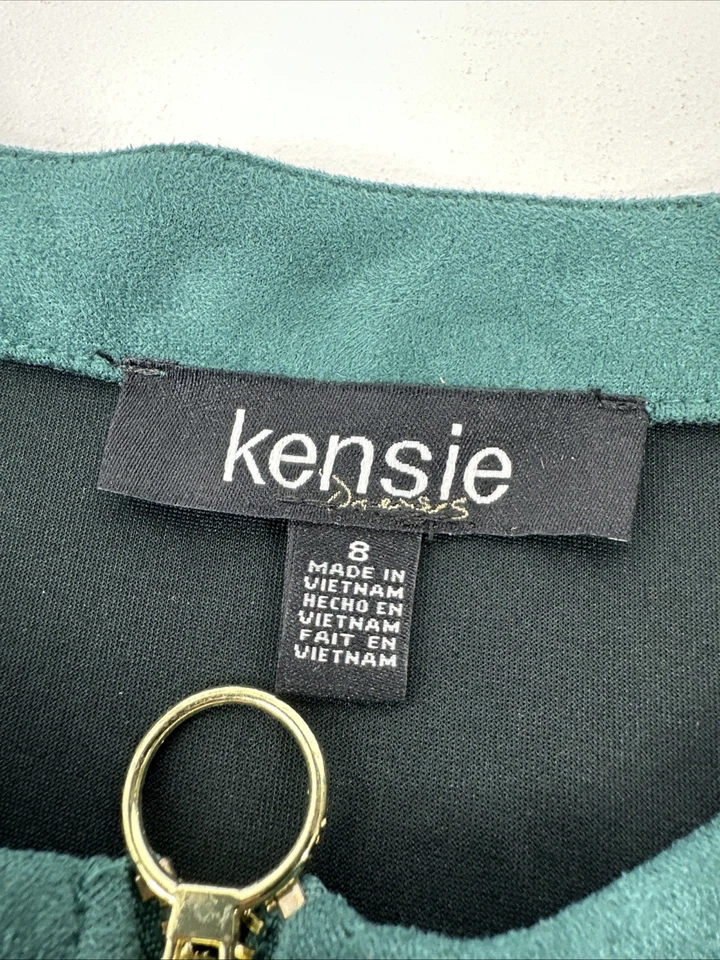 kensie
Dresses
8
MADE IN
VIETNAM
HECHO EN
VIETNAM
FAIT EN
VIETNAM